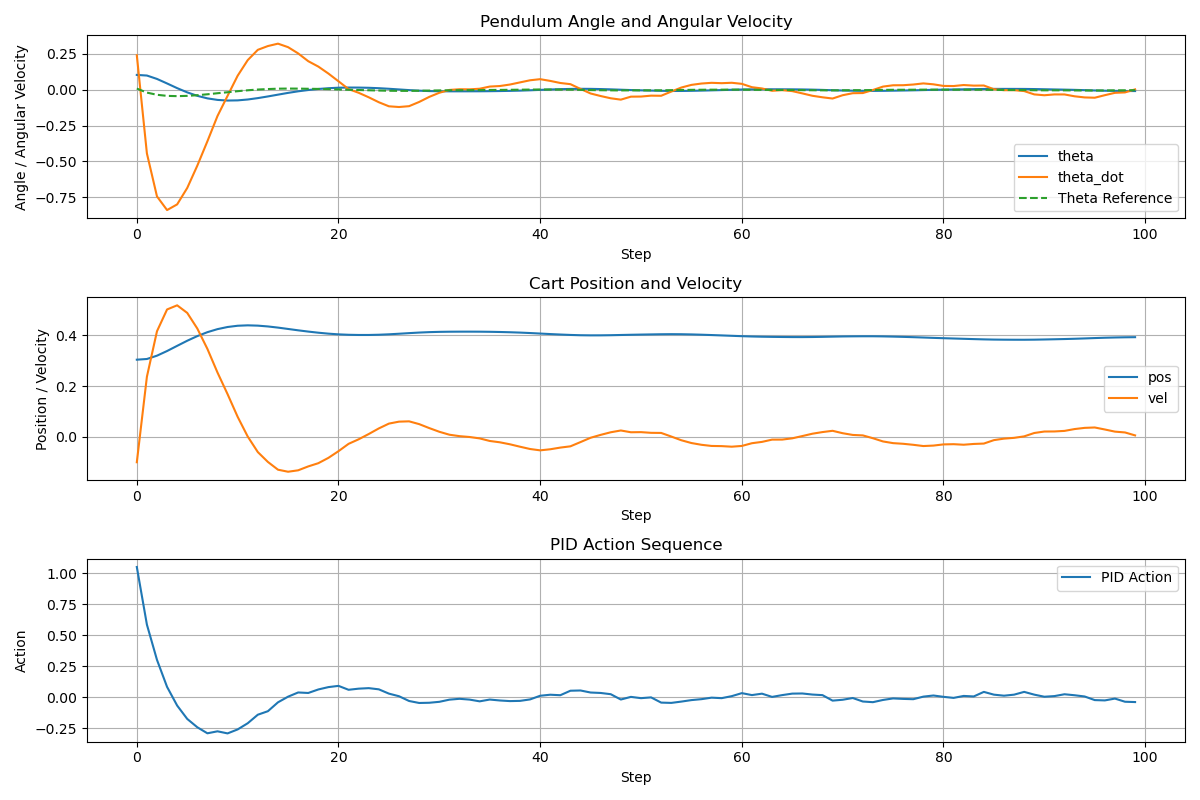 Pendulum Angle and Angular Velocity
Angle / Angular Velocity
0.25
0.00
−0.25
−0.50
−0.75
theta
theta_dot
Theta Reference
0 20 40 60 80 100
Step
Cart Position and Velocity
Position / Velocity
0.4
0.2
0.0
pos
vel
0 20 40 60 80 100
Step
PID Action Sequence
Action
1.00
0.75
0.50
0.25
0.00
−0.25
PID Action
0 20 40 60 80 100
Step